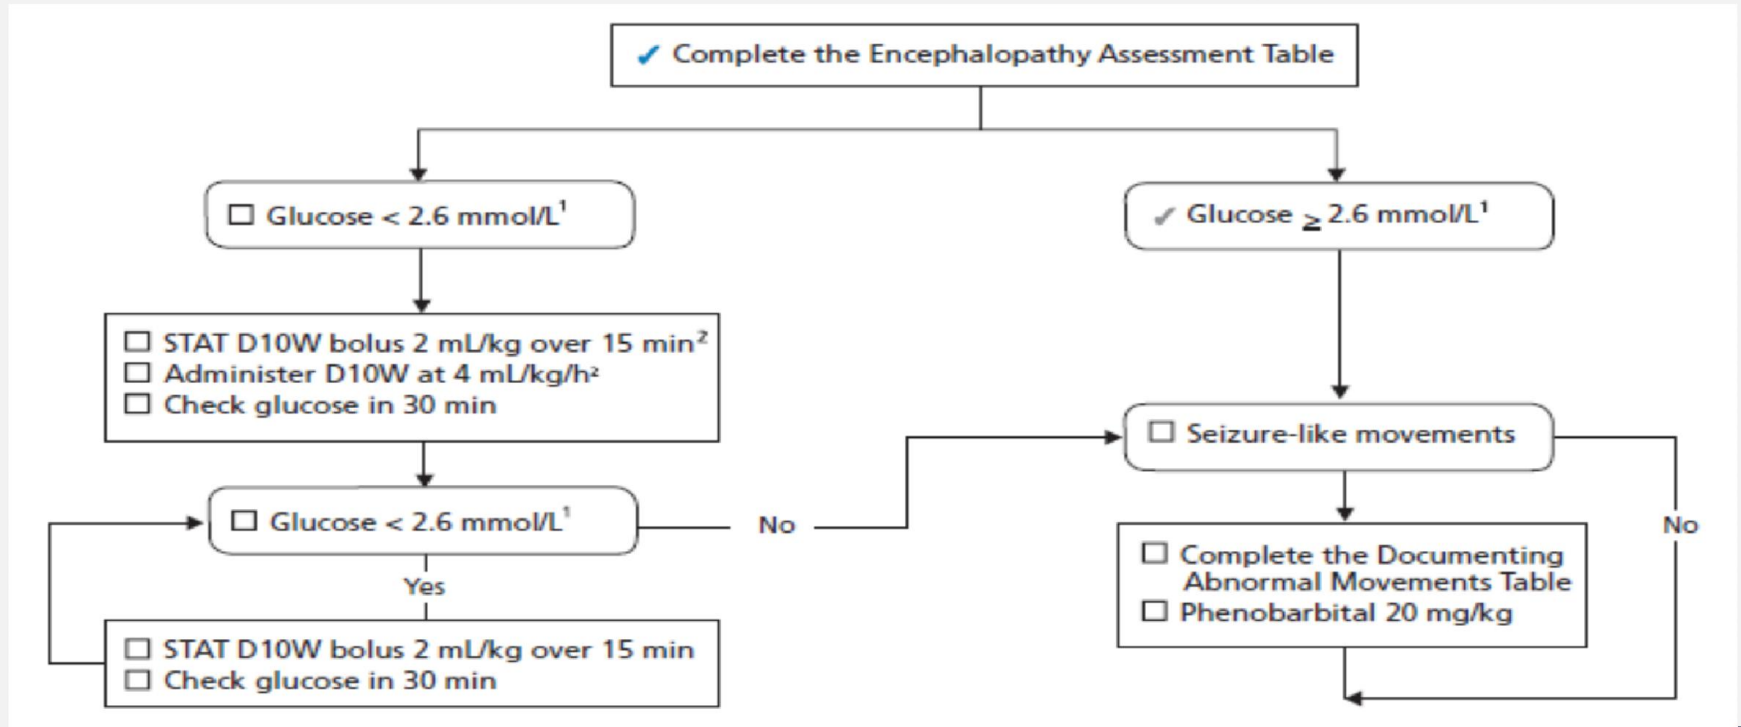 ✓ Complete the Encephalopathy Assessment Table
☐ Glucose < 2.6 mmol/L¹
✓ Glucose ≥ 2.6 mmol/L¹
☐ STAT D10W bolus 2 mL/kg over 15 min²
☐ Administer D10W at 4 mL/kg/h²
☐ Check glucose in 30 min
☐ Seizure-like movements
☐ Glucose < 2.6 mmol/L¹
No
No
☐ Complete the Documenting
Abnormal Movements Table
☐ Phenobarbital 20 mg/kg
Yes
☐ STAT D10W bolus 2 mL/kg over 15 min
☐ Check glucose in 30 min